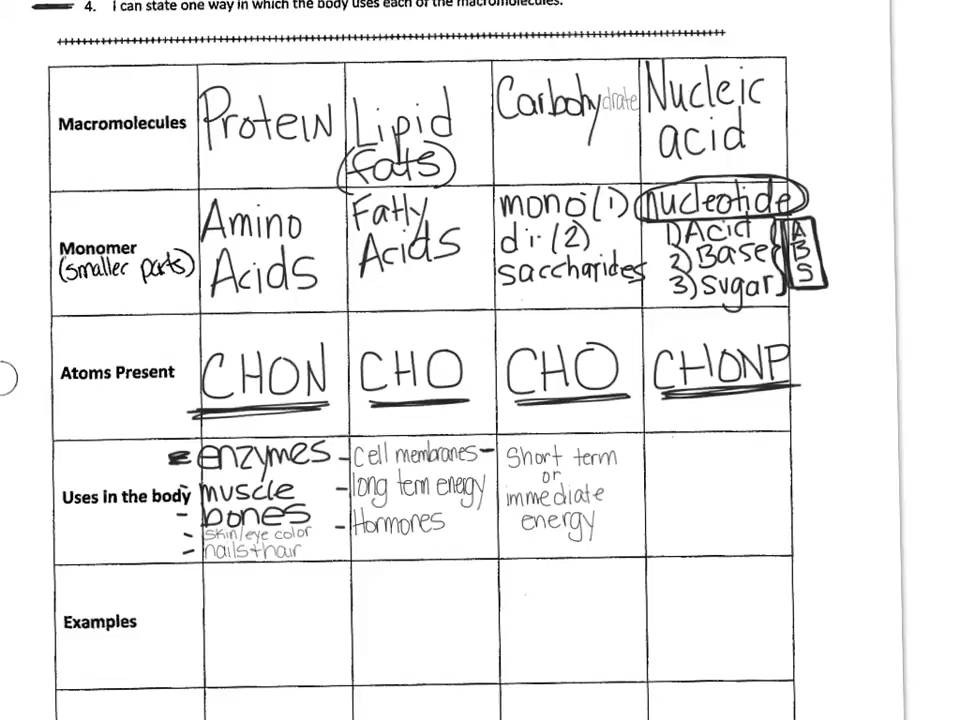 4. I can state one way in which the body uses each of the macromolecules.
Macromolecules
Protein
Lipid
(fats)
Carbohydrate
Nucleic
acid
Monomer
(smaller parts)
Amino
Acids
Fatty
Acids
mono (1)
di (2)
saccharides
nucleotide
1) Acid
2) Base
3) sugar
A
B
S
Atoms Present
CHON
CHO
CHO
CHONP
Uses in the body
- enzymes
- muscle
- bones
- skin/eye color
- nails + hair
- Cell membranes
- long term energy
- Hormones
- Short term
or
immediate
energy
Examples